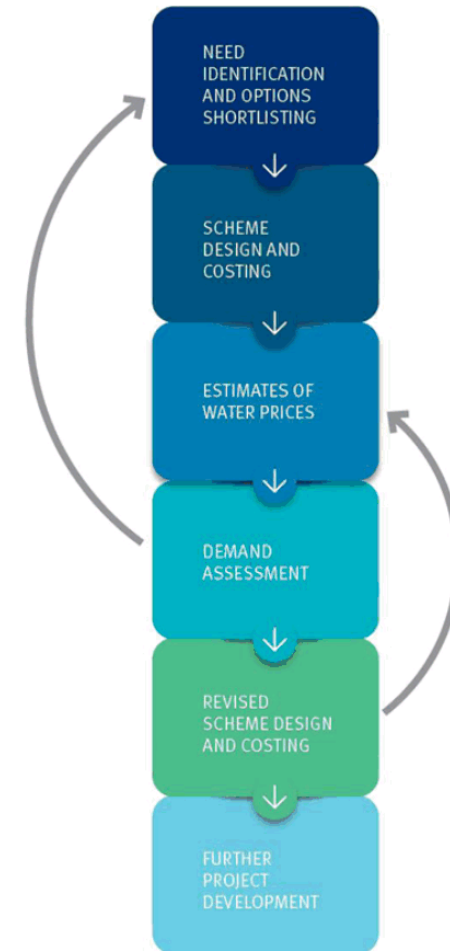 NEED
IDENTIFICATION
AND OPTIONS
SHORTLISTING
SCHEME
DESIGN AND
COSTING
ESTIMATES OF
WATER PRICES
DEMAND
ASSESSMENT
REVISED
SCHEME DESIGN
AND COSTING
FURTHER
PROJECT
DEVELOPMENT